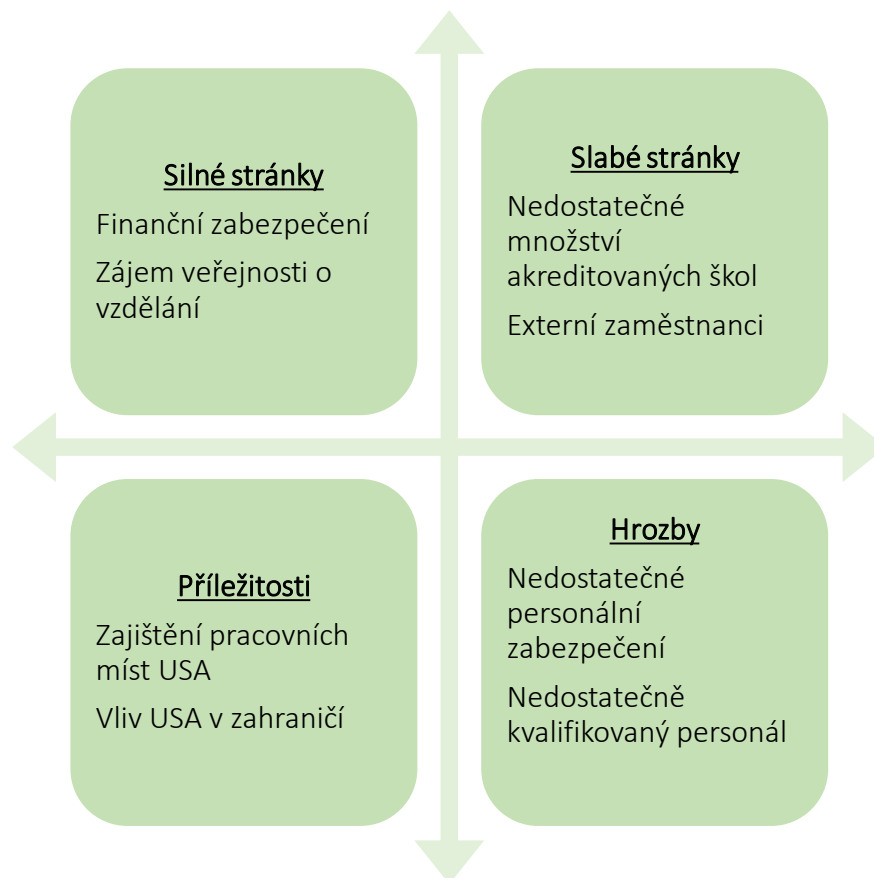 Silné stránky
Finanční zabezpečení
Zájem veřejnosti o
vzdělání
Slabé stránky
Nedostatečné
množství
akreditovaných škol
Externí zaměstnanci
Příležitosti
Zajištění pracovních
míst USA
Vliv USA v zahraničí
Hrozby
Nedostatečné
personální
zabezpečení
Nedostatečně
kvalifikovaný personál